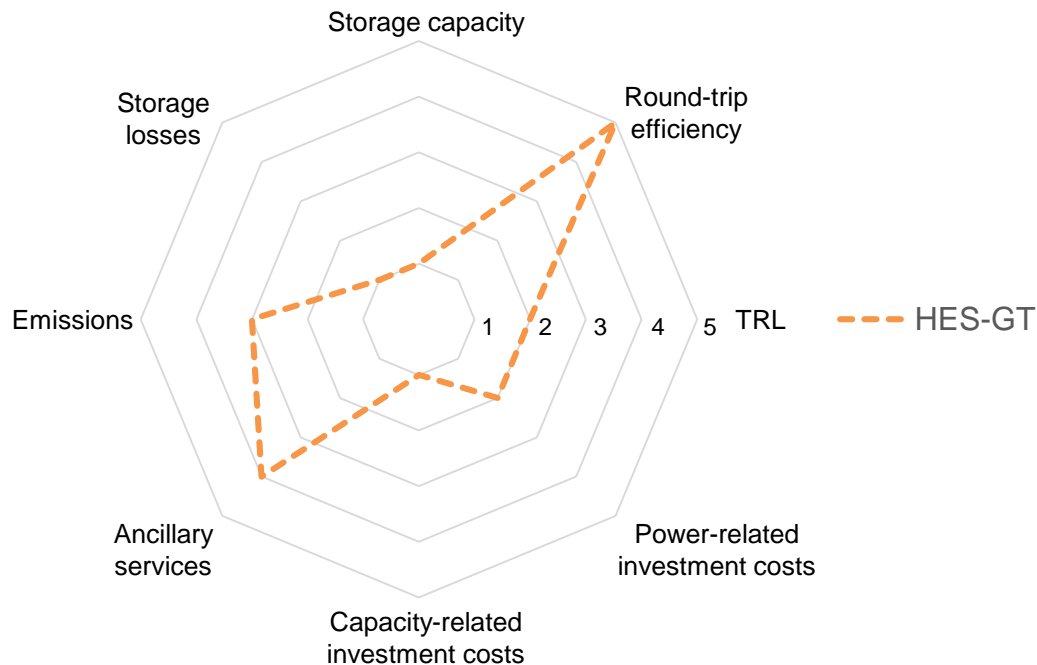 Storage capacity
Round-trip
efficiency
Storage
losses
Emissions
1 2 3 4 5 TRL
HES-GT
Ancillary
services
Power-related
investment costs
Capacity-related
investment costs